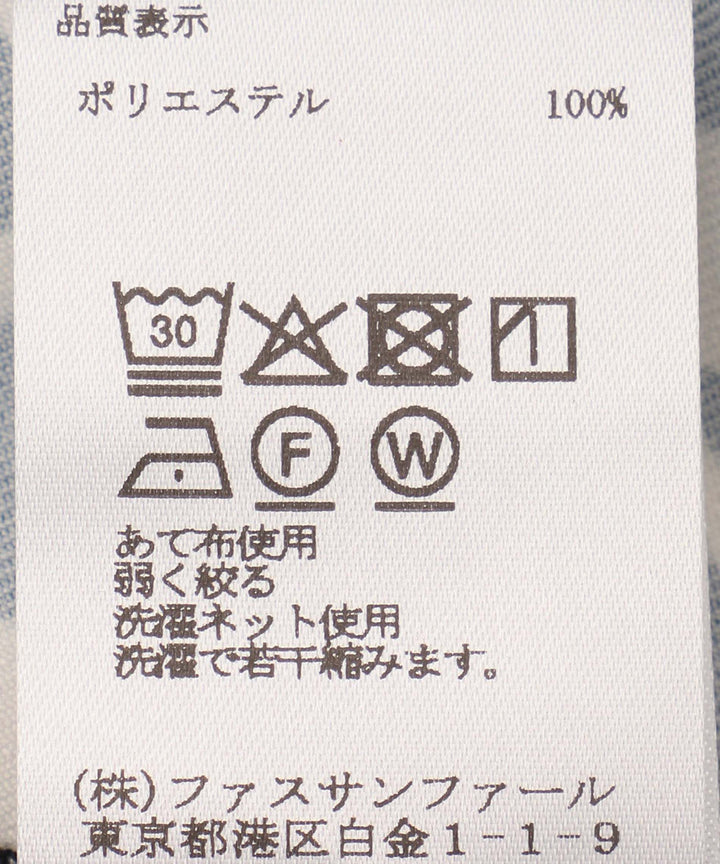 品質表示
ポリエステル 100%
30
F W
あて布使用
弱く絞る
洗濯ネット使用
洗濯で若干縮みます。
(株)ファスサンファール
東京都港区白金1-1-9